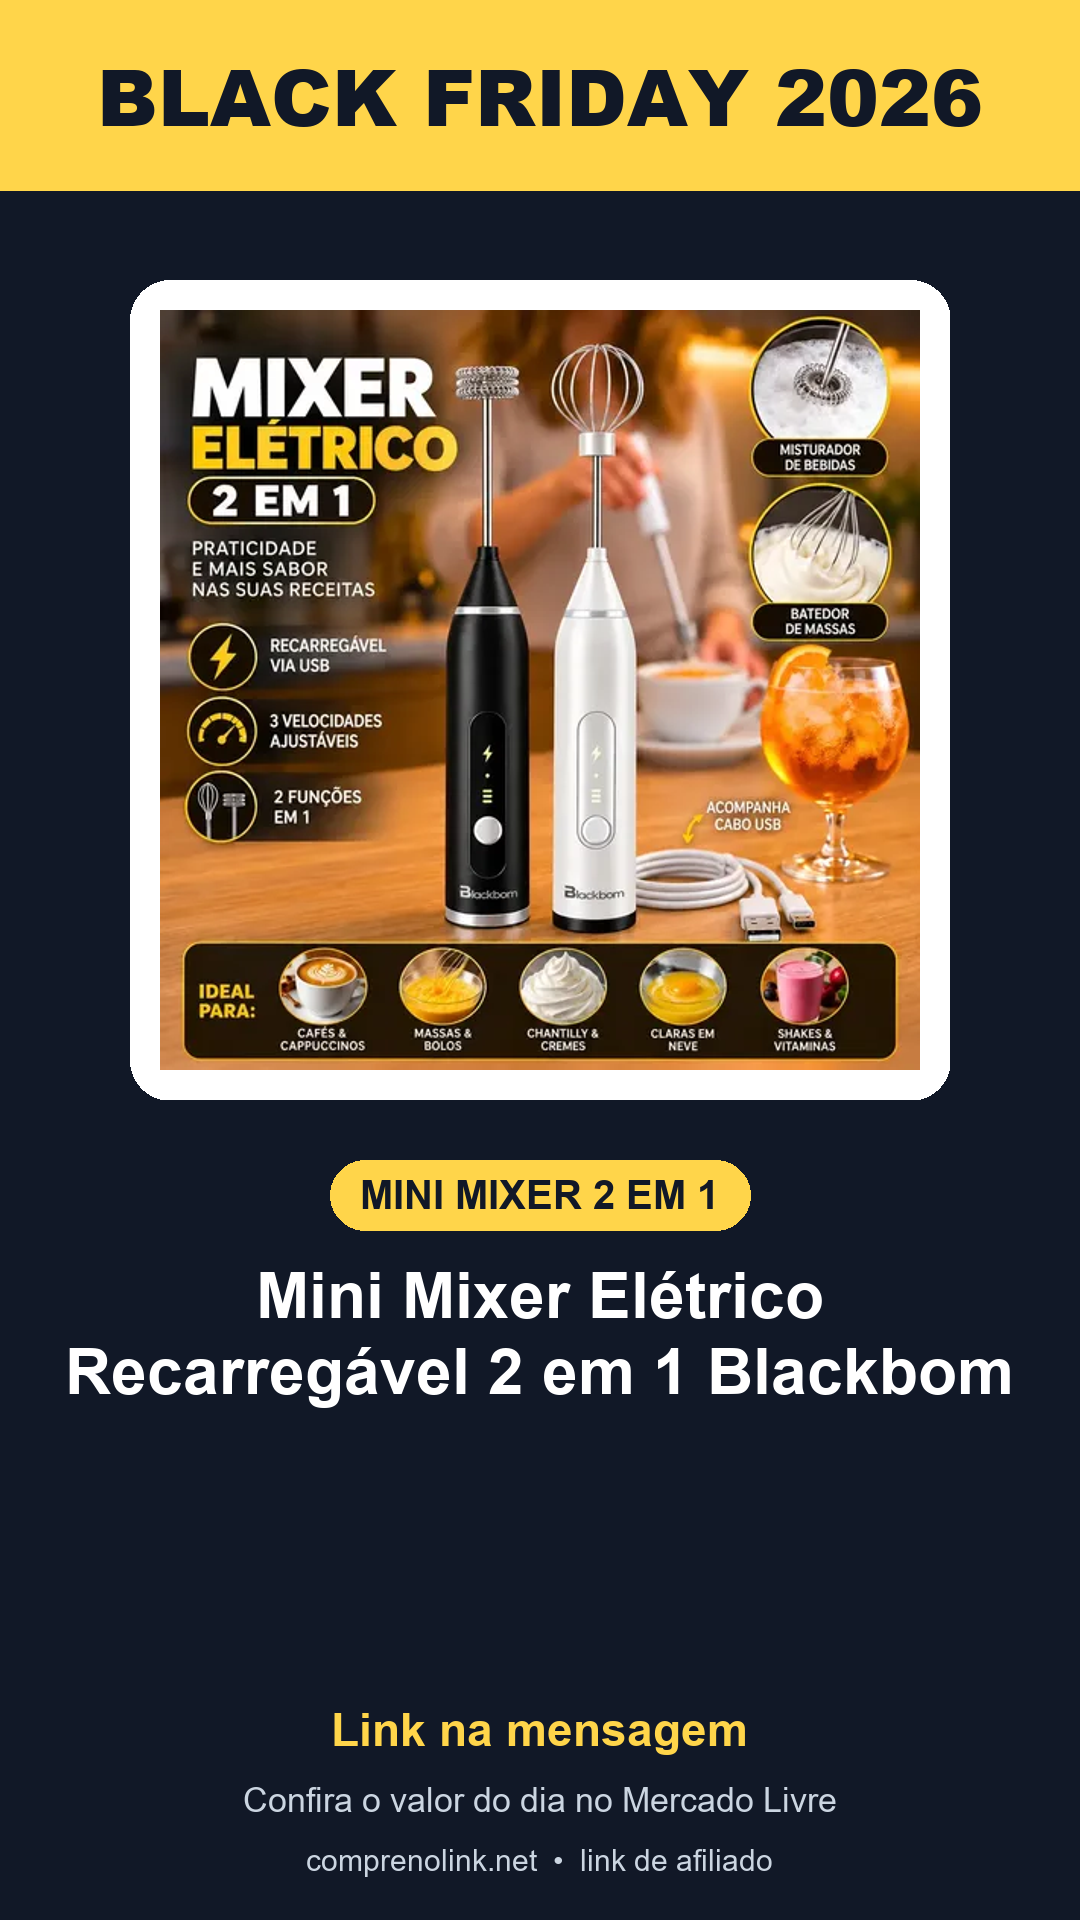 BLACK FRIDAY 2026
MIXER
ELÉTRICO
2 EM 1
PRATICIDADE
E MAIS SABOR
NAS SUAS RECEITAS
RECARREGÁVEL
VIA USB
3 VELOCIDADES
AJUSTÁVEIS
2 FUNÇÕES
EM 1
MISTURADOR
DE BEBIDAS
BATEDOR
DE MASSAS
ACOMPANHA
CABO USB
Blackbom
Blackbom
IDEAL
PARA:
CAFÉS &
CAPPUCCINOS
MASSAS &
BOLOS
CHANTILLY &
CREMES
CLARAS EM
NEVE
SHAKES &
VITAMINAS
MINI MIXER 2 EM 1
Mini Mixer Elétrico
Recarregável 2 em 1 Blackbom
Link na mensagem
Confira o valor do dia no Mercado Livre
comprenolink.net • link de afiliado